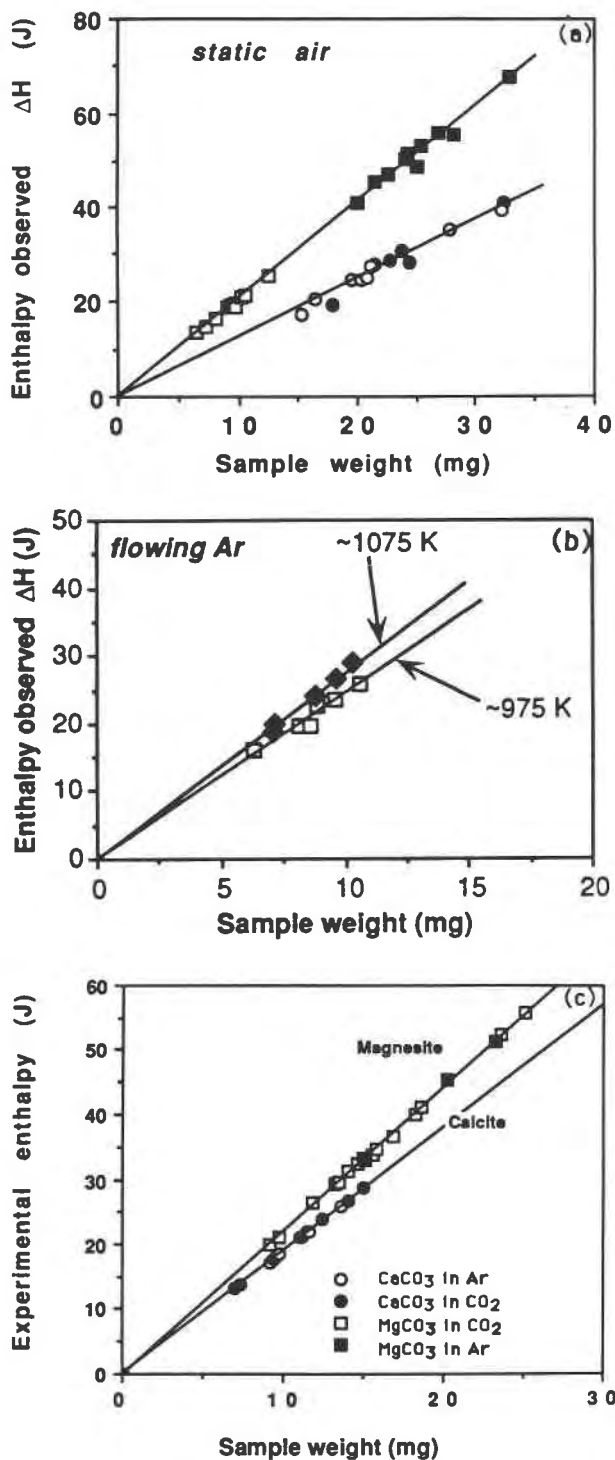 80
60
40
20
0
Enthalpy observed ΔH (J)
static air
(a)
0 10 20 30 40
Sample weight (mg)
50
40
30
20
10
0
Enthalpy observed ΔH (J)
flowing Ar
~1075 K
(b)
~975 K
0 5 10 15 20
Sample weight (mg)
60
50
40
30
20
10
0
Experimental enthalpy (J)
(c)
Magnesite
Calcite
CaCO₃ in Ar
CaCO₃ in CO₂
MgCO₃ in CO₂
MgCO₃ in Ar
0 10 20 30
Sample weight (mg)